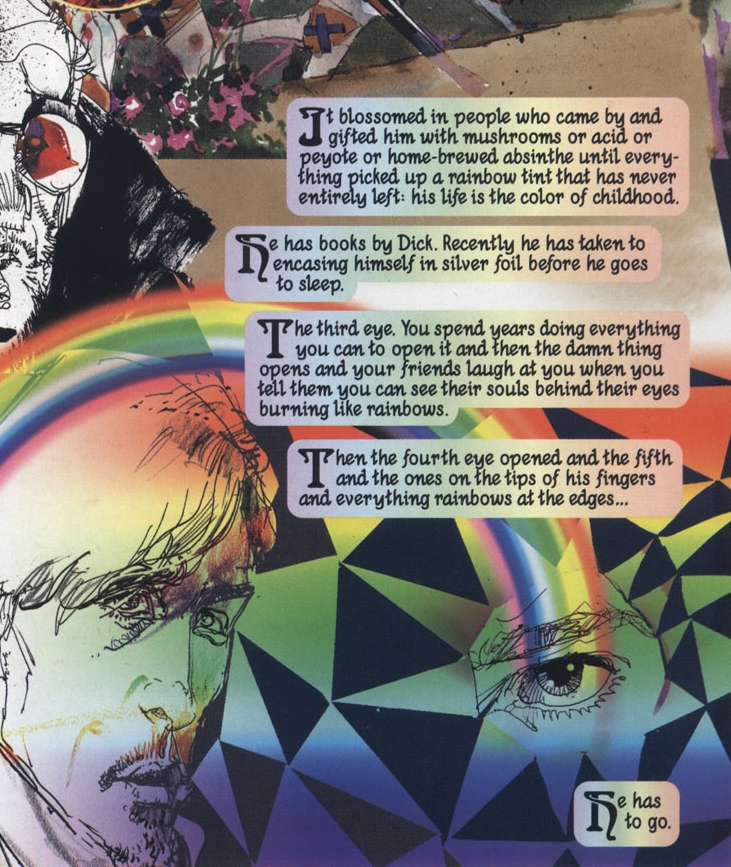 It blossomed in people who came by and
gifted him with mushrooms or acid or
peyote or home-brewed absinthe until every-
thing picked up a rainbow tint that has never
entirely left: his life is the color of childhood.
He has books by Dick. Recently he has taken to
encasing himself in silver foil before he goes
to sleep.
The third eye. You spend years doing everything
you can to open it and then the damn thing
opens and your friends laugh at you when you
tell them you can see their souls behind their eyes
burning like rainbows.
Then the fourth eye opened and the fifth
and the ones on the tips of his fingers
and everything rainbows at the edges...
He has
to go.